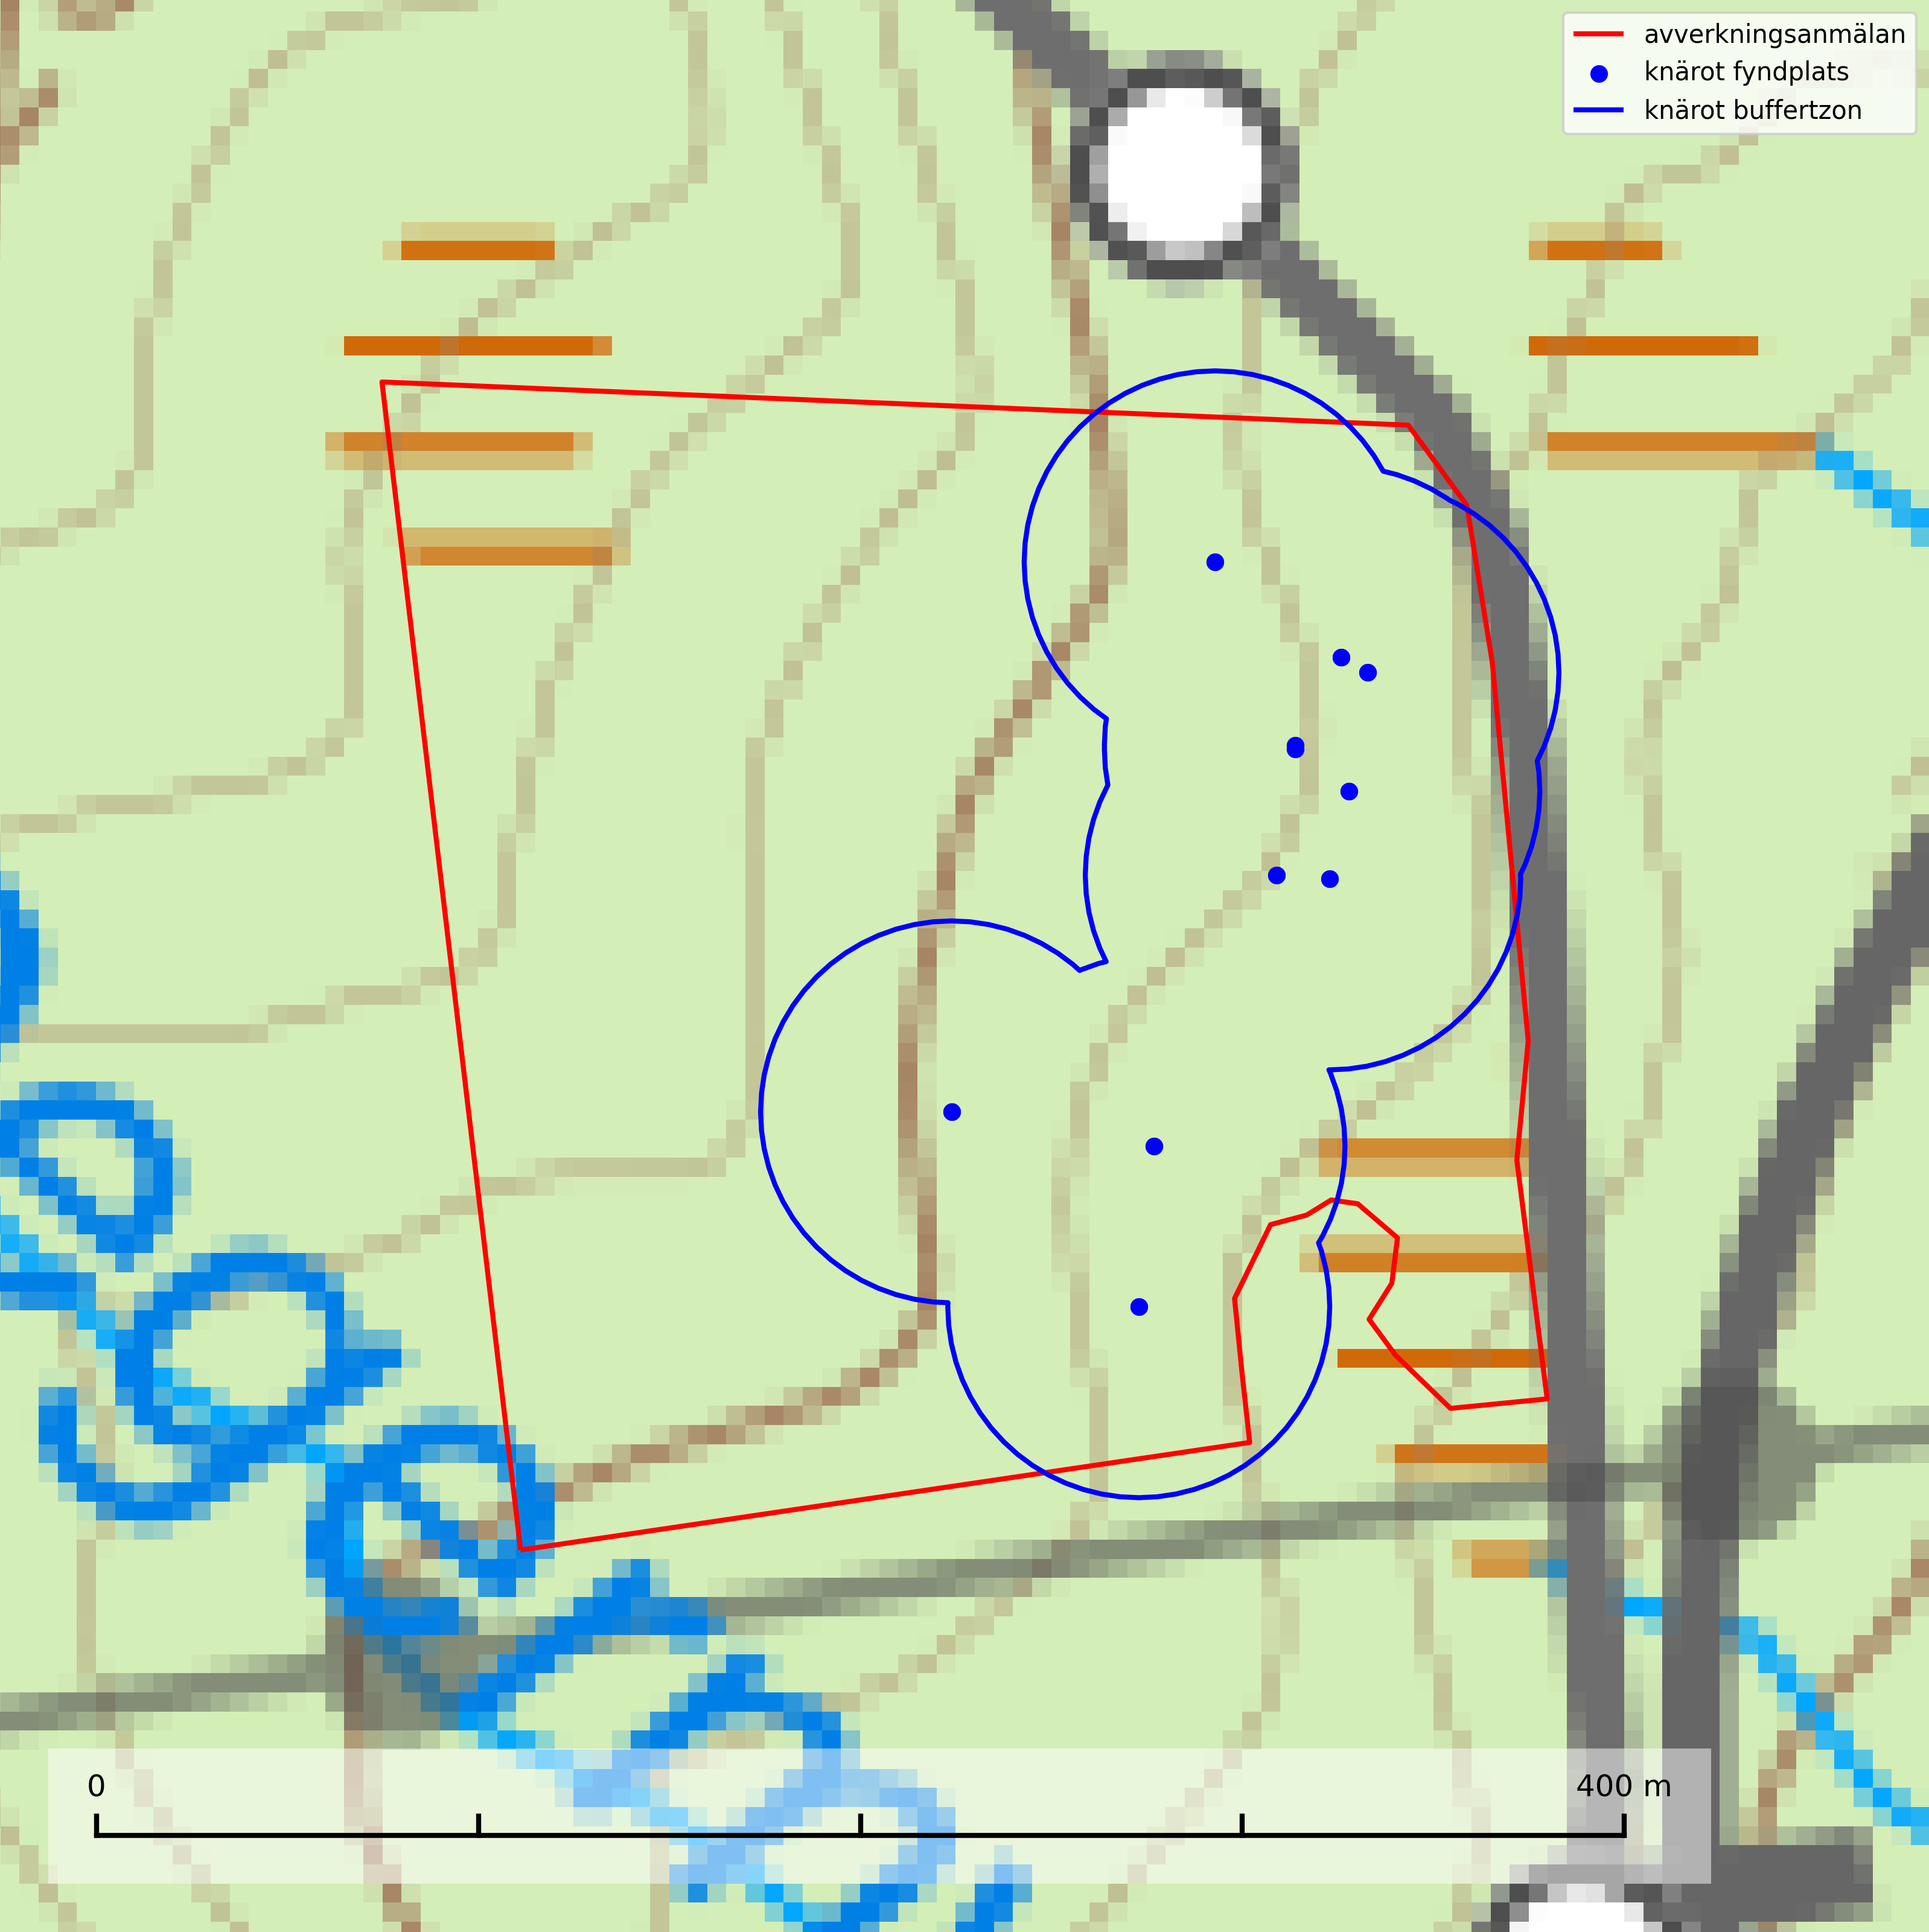 avverkningsanmälan
knärot fyndplats
knärot buffertzon
0
400 m